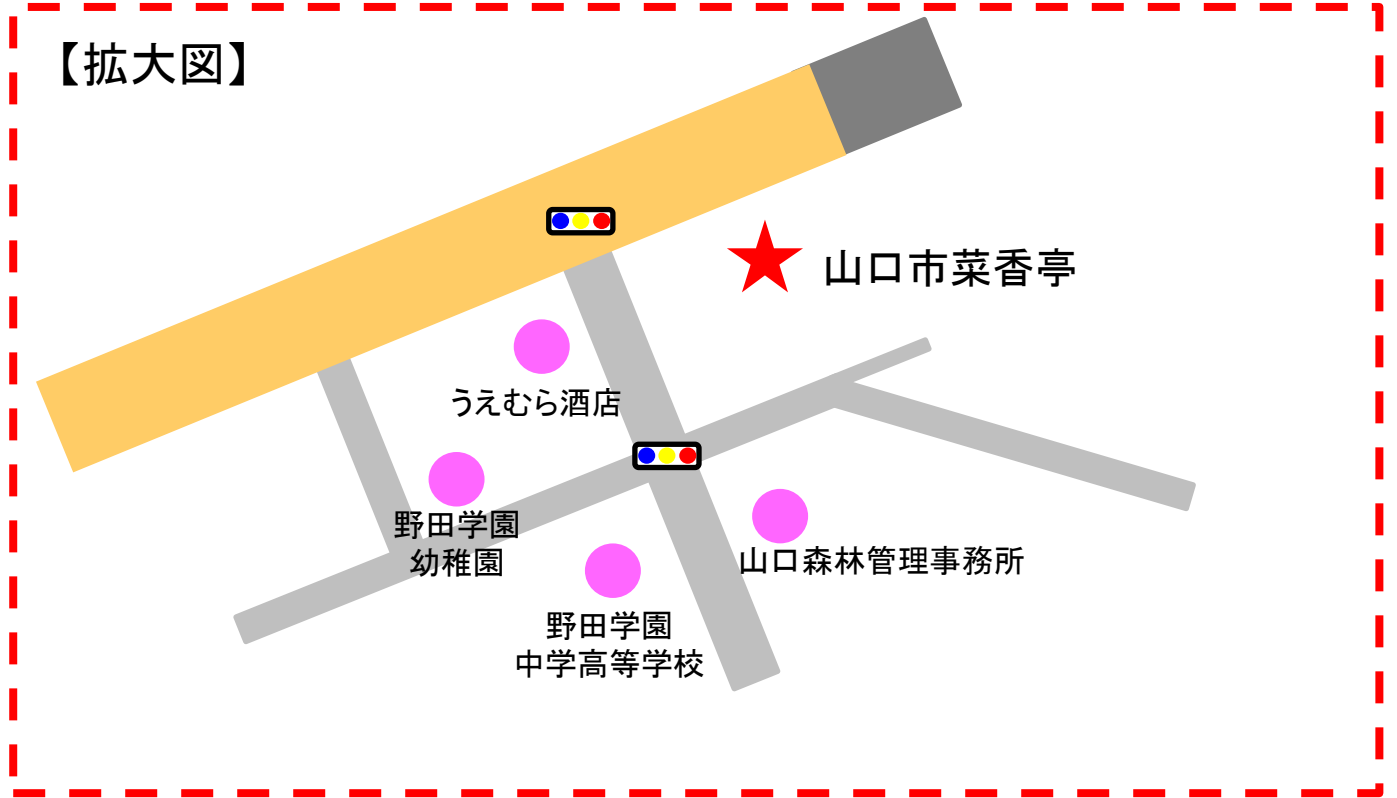 【拡大図】
山口市菜香亭
うえむら酒店
野田学園
幼稚園
山口森林管理事務所
野田学園
中学高等学校